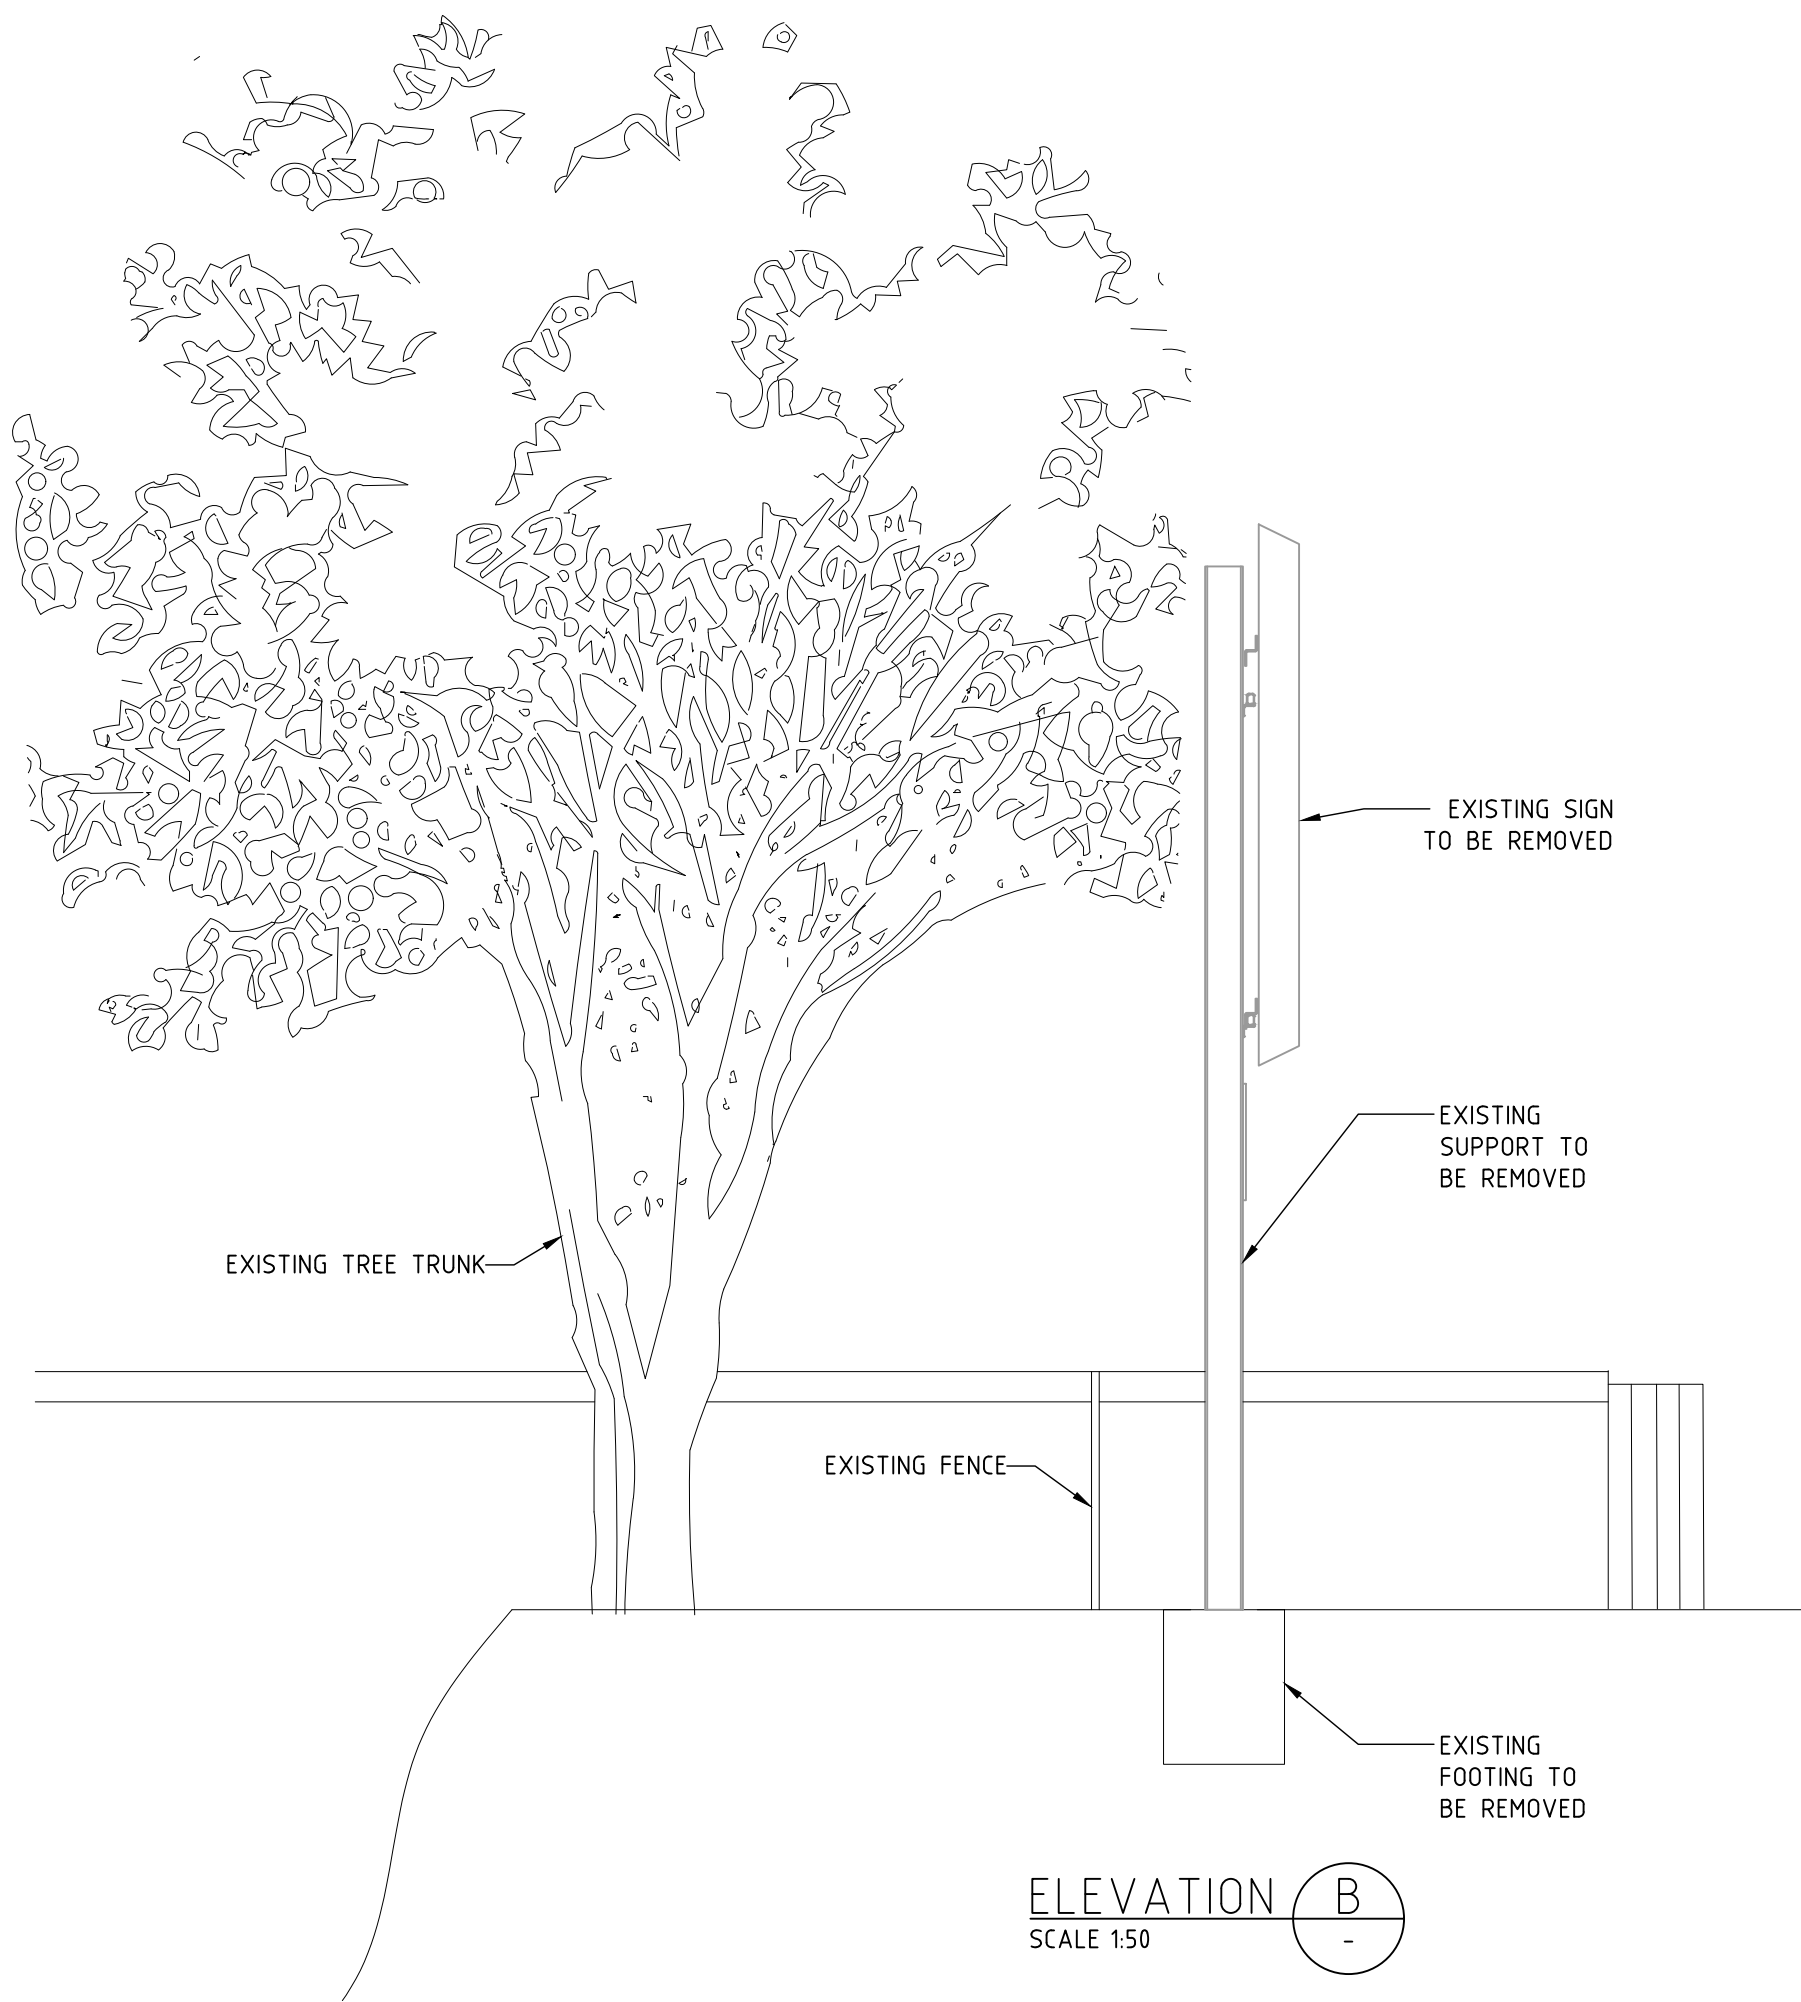 EXISTING SIGN
TO BE REMOVED
EXISTING
SUPPORT TO
BE REMOVED
EXISTING TREE TRUNK
EXISTING FENCE
EXISTING
FOOTING TO
BE REMOVED
ELEVATION B
SCALE 1:50 -